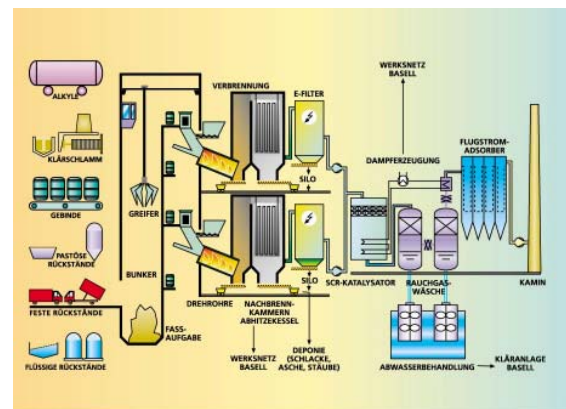 ALKYLE
KLÄRSCHLAMM
GEBINDE
PASTÖSE
RÜCKSTÄNDE
FESTE RÜCKSTÄNDE
FLÜSSIGE RÜCKSTÄNDE
GREIFER
BUNKER
FASS-
AUFGABE
VERBRENNUNG
DREHROHRE
NACHBRENN-
KAMMERN
ABHITZEKESSEL
WERKSNETZ
BASELL
E-FILTER
SILO
SILO
DEPONIE
(SCHLACKE,
ASCHE, STÄUBE)
WERKSNETZ
BASELL
DAMPFERZEUGUNG
SCR-KATALYSATOR
RAUCHGAS-
WÄSCHE
ABWASSERBEHANDLUNG
KLÄRANLAGE
BASELL
FLUGSTROM-
ADSORBER
KAMIN